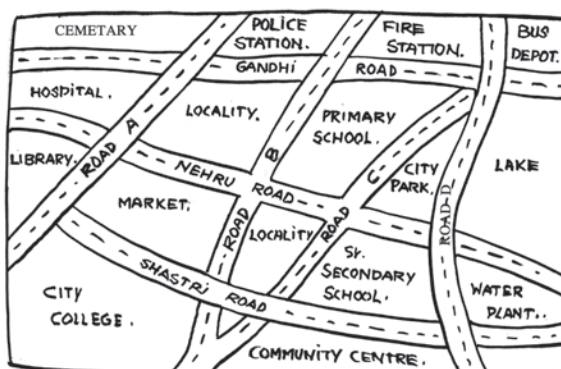 CEMETARY
POLICE
STATION.
FIRE
STATION.
BUS
DEPOT.
GANDHI ROAD
HOSPITAL.
LOCALITY.
PRIMARY
SCHOOL.
ROAD A
LIBRARY.
NEHRU ROAD
ROAD B
ROAD C
CITY
PARK.
LAKE
ROAD-D
MARKET.
LOCALITY
Sr.
SECONDARY
SCHOOL.
SHASTRI ROAD
WATER
PLANT.
CITY
COLLEGE.
COMMUNITY CENTRE.